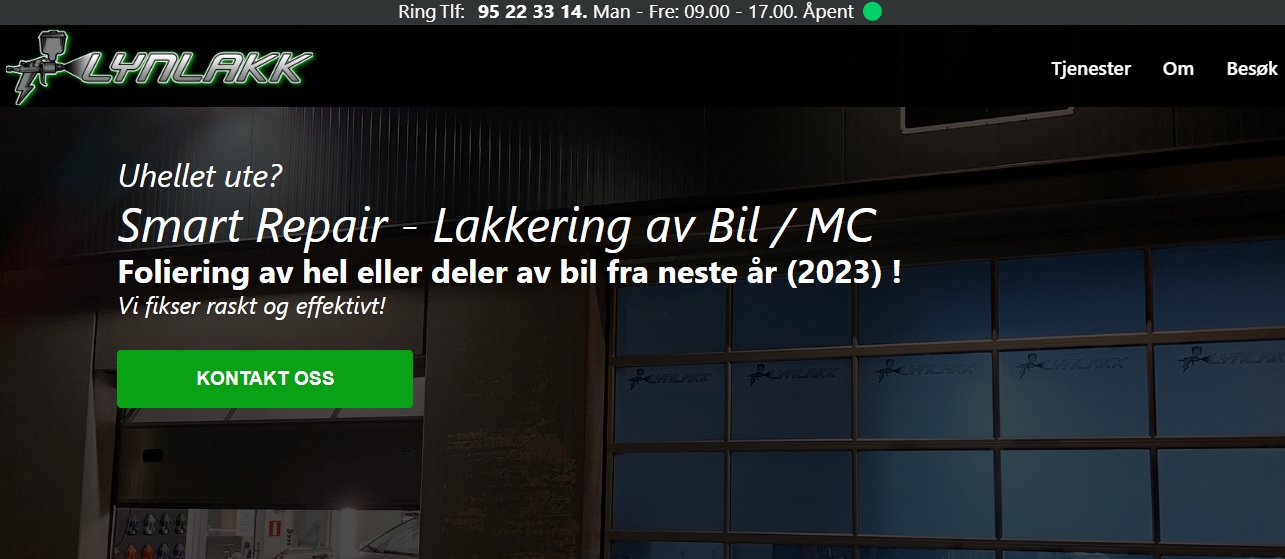 Ring Tlf: 95 22 33 14. Man - Fre: 09.00 - 17.00. Åpent
LYNLAKK
Tjenester Om Besøk
Uhellet ute?
Smart Repair - Lakkering av Bil / MC
Foliering av hel eller deler av bil fra neste år (2023) !
Vi fikser raskt og effektivt!
KONTAKT OSS
LYNLAKK LYNLAKK LYNLAKK LYNLAKK LYNLAKK